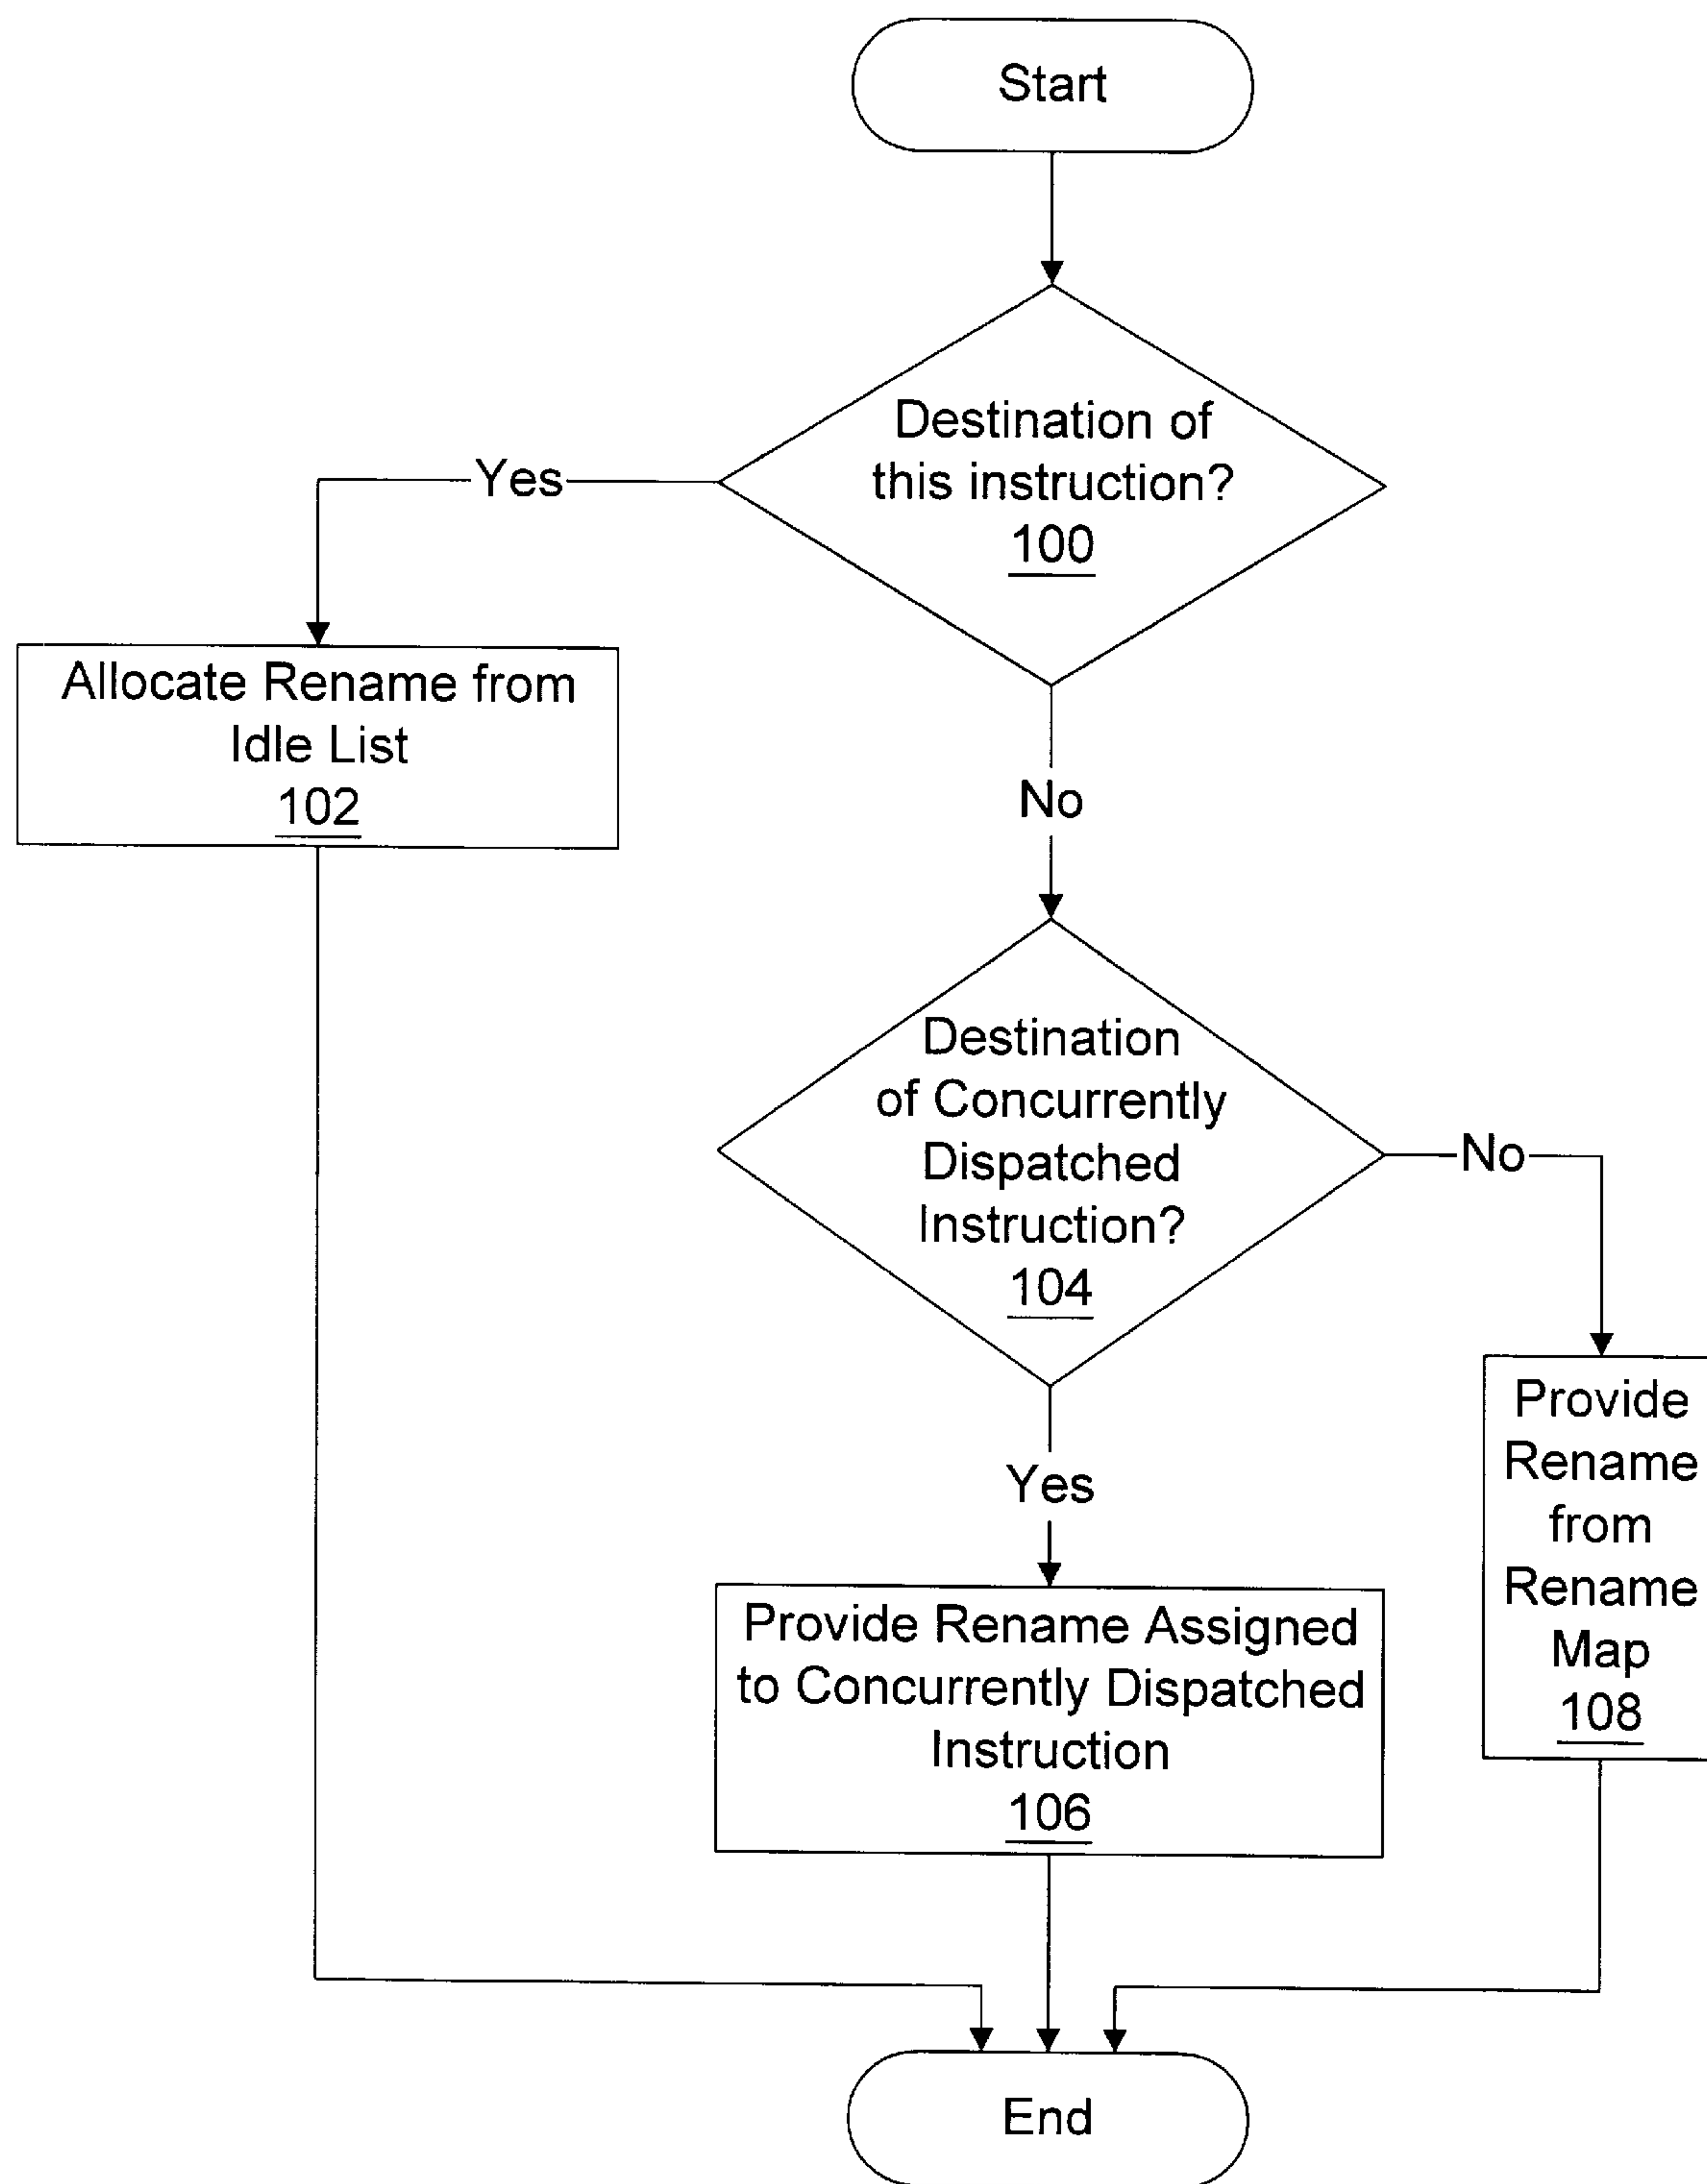 Start
Destination of
this instruction?
100
Yes
Allocate Rename from
Idle List
102
No
Destination
of Concurrently
Dispatched
Instruction?
104
No
Yes
Provide
Rename
from
Rename
Map
108
Provide Rename Assigned
to Concurrently Dispatched
Instruction
106
End